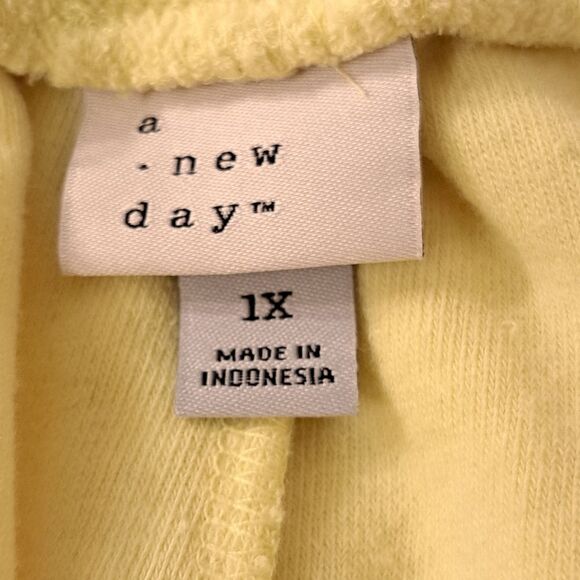 a
· new
day™
1X
MADE IN
INDONESIA